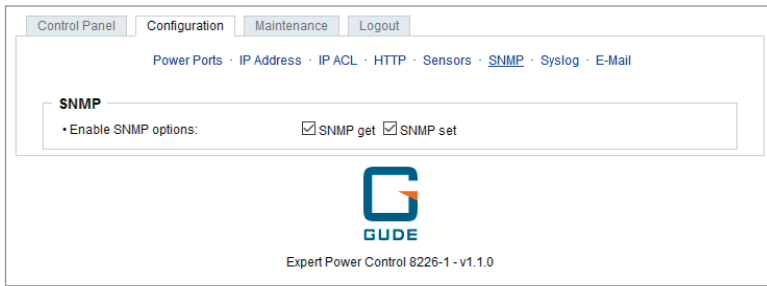 Control Panel Configuration Maintenance Logout
Power Ports · IP Address · IP ACL · HTTP · Sensors · SNMP · Syslog · E-Mail
SNMP
• Enable SNMP options: SNMP get SNMP set
GUDE
Expert Power Control 8226-1 - v1.1.0